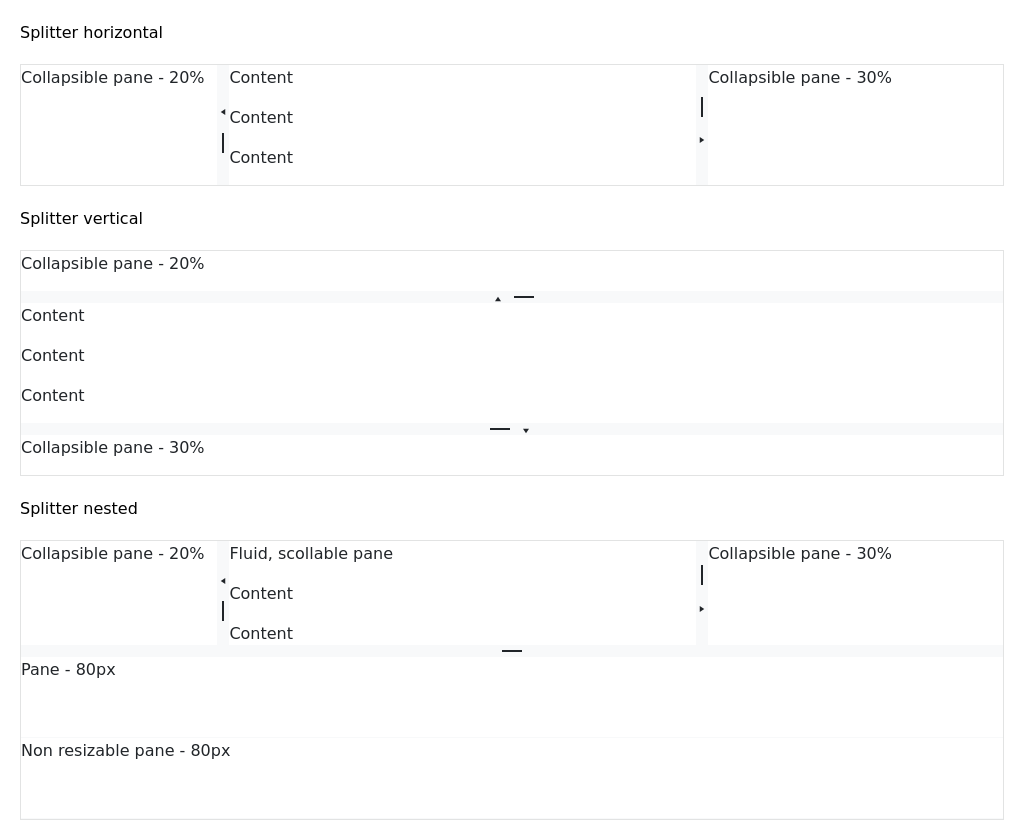 Splitter horizontal
Collapsible pane - 20%
Content
Content
Content
Collapsible pane - 30%
Splitter vertical
Collapsible pane - 20%
Content
Content
Content
Collapsible pane - 30%
Splitter nested
Collapsible pane - 20%
Fluid, scollable pane
Content
Content
Collapsible pane - 30%
Pane - 80px
Non resizable pane - 80px